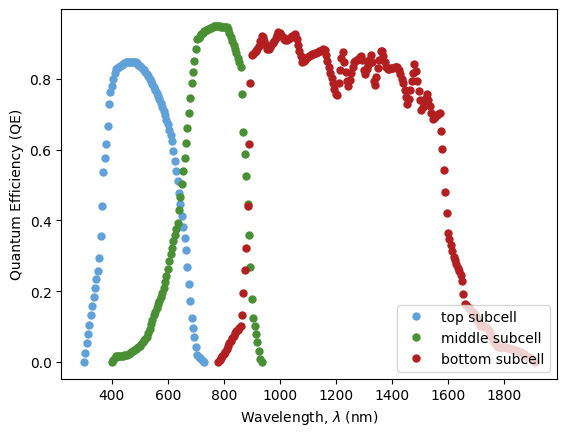 Quantum Efficiency (QE)
0.8
0.6
0.4
0.2
0.0
400 600 800 1000 1200 1400 1600 1800
Wavelength, λ (nm)
top subcell
middle subcell
bottom subcell